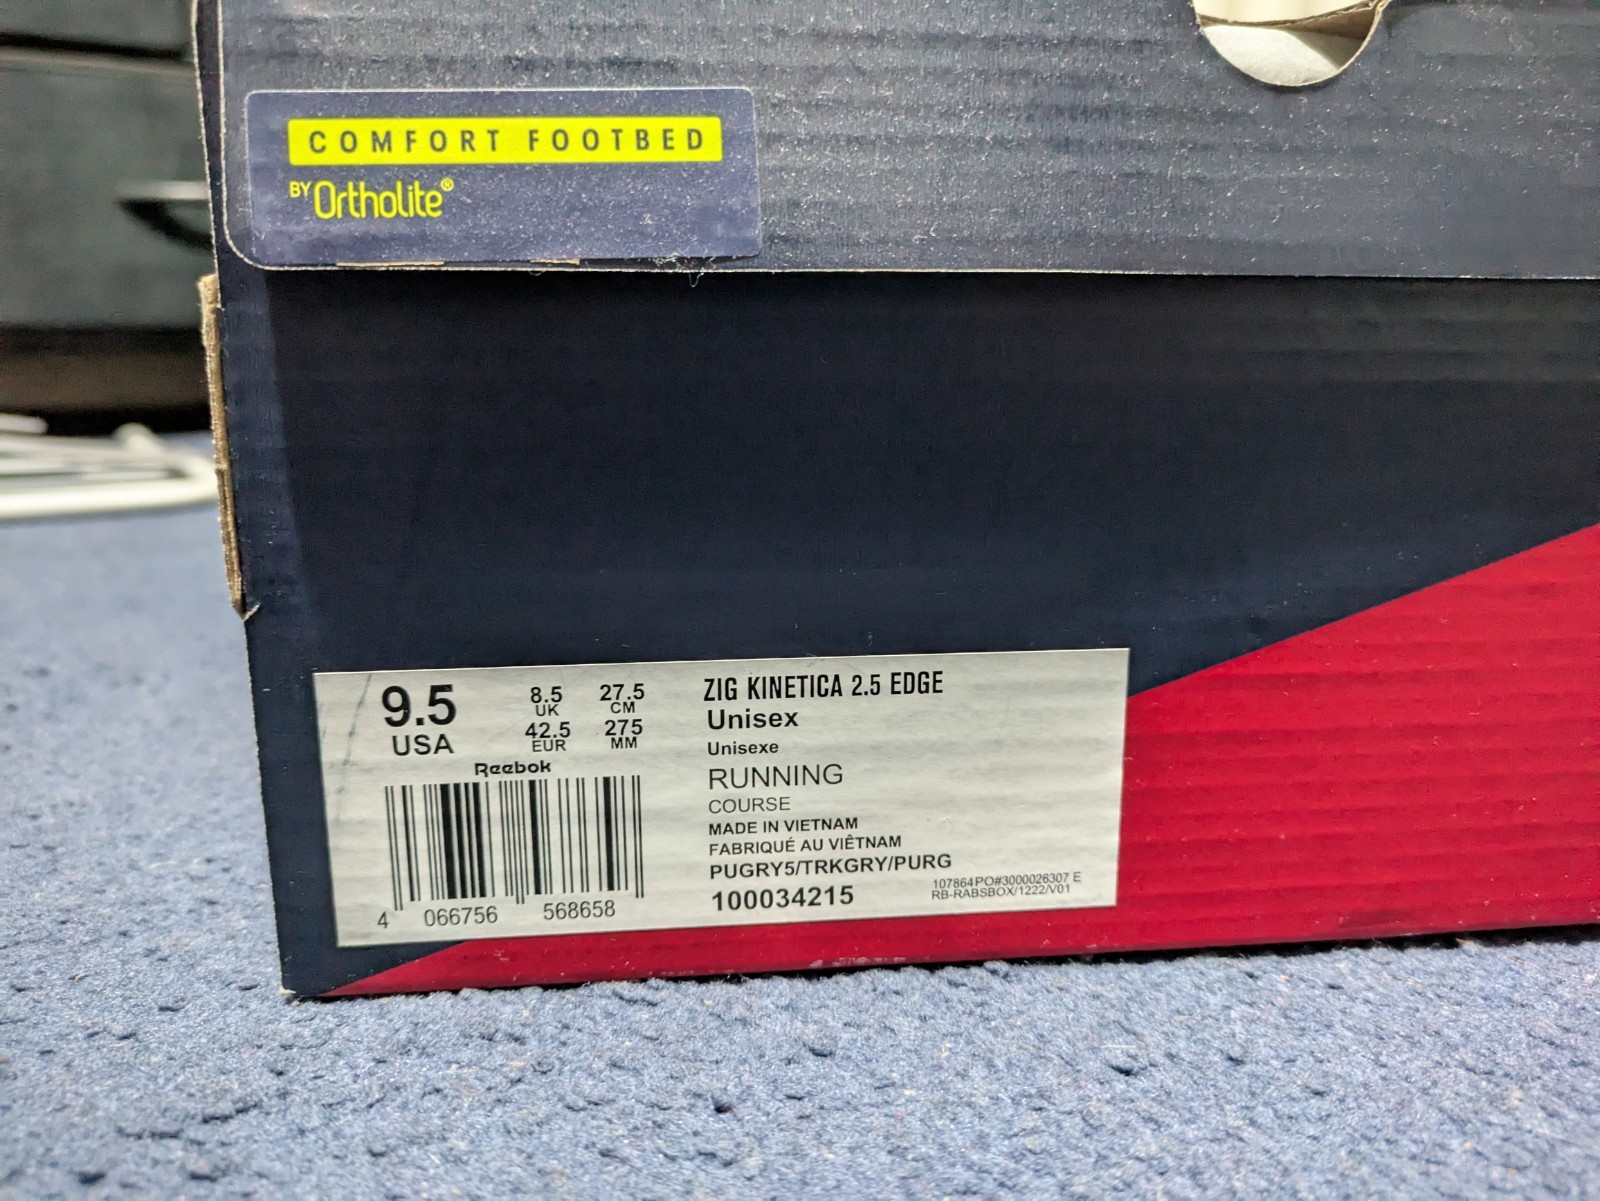 COMFORT FOOTBED
BY Ortholite®
9.5
USA
8.5
UK
42.5
EUR
27.5
CM
275
MM
Reebok
4 066756 568658
ZIG KINETICA 2.5 EDGE
Unisex
Unisexe
RUNNING
COURSE
MADE IN VIETNAM
FABRIQUÉ AU VIÊTNAM
PUGRY5/TRKGRY/PURG
100034215
107864PO#3000026307 E
RB-RABSBOX/1222/V01